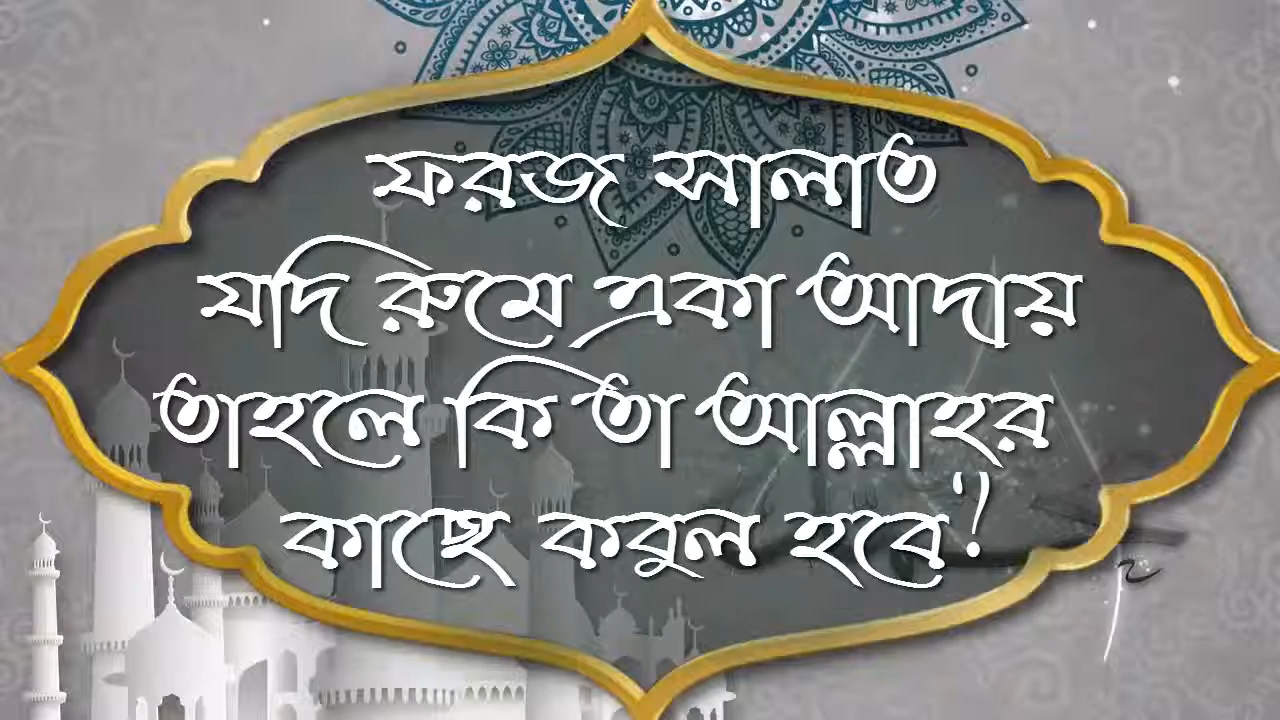 ফরজ সালাত
যদি রুমে একা আদায়
তাহলে কি তা আল্লাহর
কাছে কবুল হবে?